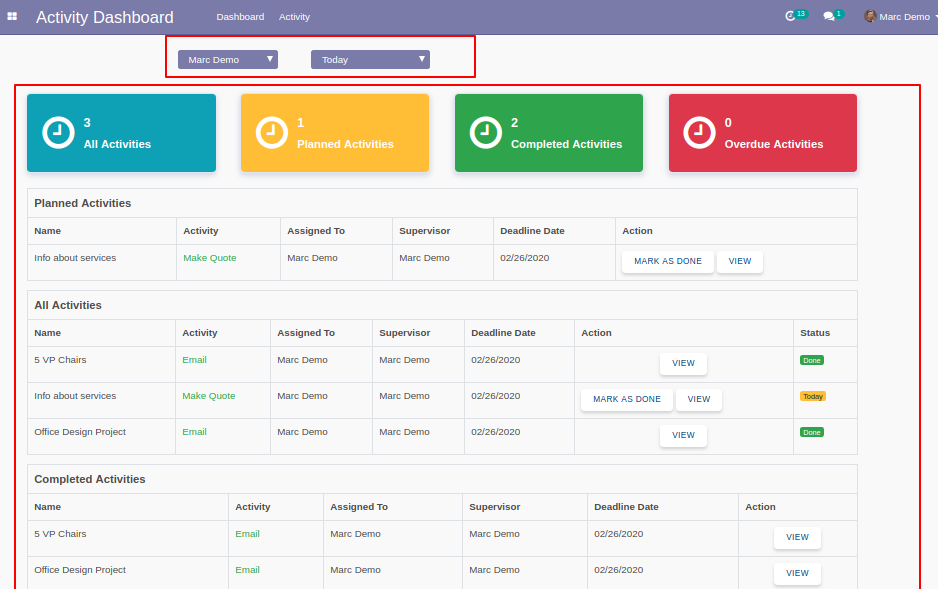 Activity Dashboard Dashboard Activity 13 1 Marc Demo
Marc Demo Today
3
All Activities
1
Planned Activities
2
Completed Activities
0
Overdue Activities
Planned Activities
Name Activity Assigned To Supervisor Deadline Date Action
Info about services Make Quote Marc Demo Marc Demo 02/26/2020 MARK AS DONE VIEW
All Activities
Name Activity Assigned To Supervisor Deadline Date Action Status
5 VP Chairs Email Marc Demo Marc Demo 02/26/2020 VIEW Done
Info about services Make Quote Marc Demo Marc Demo 02/26/2020 MARK AS DONE VIEW Today
Office Design Project Email Marc Demo Marc Demo 02/26/2020 VIEW Done
Completed Activities
Name Activity Assigned To Supervisor Deadline Date Action
5 VP Chairs Email Marc Demo Marc Demo 02/26/2020 VIEW
Office Design Project Email Marc Demo Marc Demo 02/26/2020 VIEW